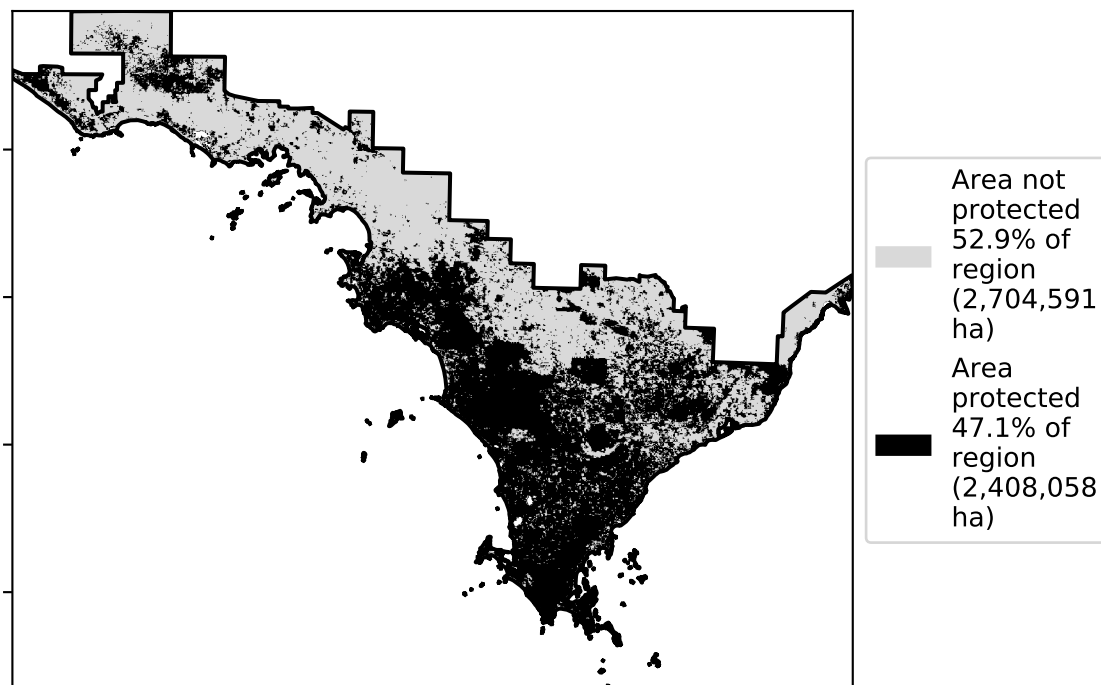 Area not
protected
52.9% of
region
(2,704,591
ha)
Area
protected
47.1% of
region
(2,408,058
ha)